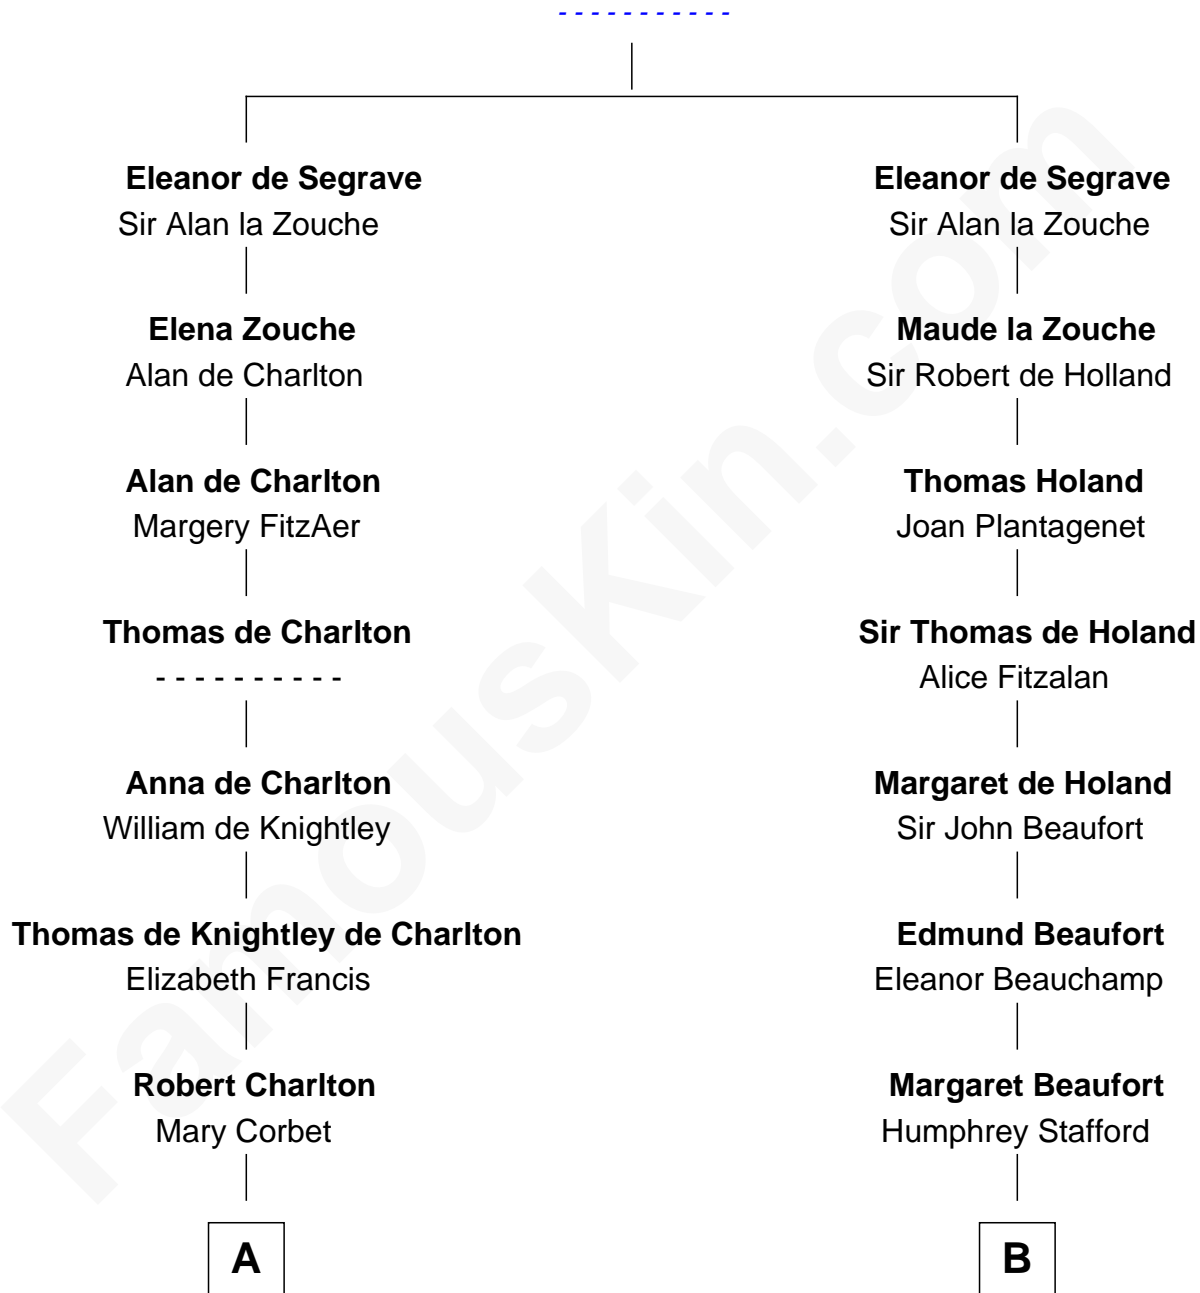 - - - - - - - - - - -
Eleanor de Segrave
Sir Alan la Zouche
Eleanor de Segrave
Sir Alan la Zouche
Elena Zouche
Alan de Charlton
Maude la Zouche
Sir Robert de Holland
Alan de Charlton
Margery FitzAer
Thomas Holand
Joan Plantagenet
Thomas de Charlton
- - - - - - - - - -
Sir Thomas de Holand
Alice Fitzalan
Anna de Charlton
William de Knightley
Margaret de Holand
Sir John Beaufort
Thomas de Knightley de Charlton
Elizabeth Francis
Edmund Beaufort
Eleanor Beauchamp
Robert Charlton
Mary Corbet
Margaret Beaufort
Humphrey Stafford
A
B
FamousKin.com